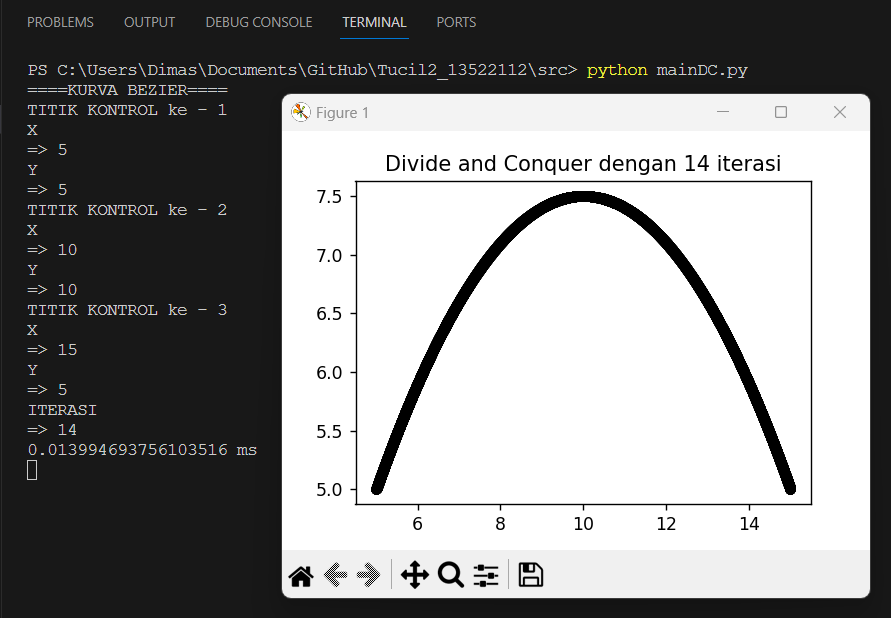 PROBLEMS OUTPUT DEBUG CONSOLE TERMINAL PORTS
PS C:\Users\Dimas\Documents\GitHub\Tucil2_13522112\src> python mainDC.py
====KURVA BEZIER====
TITIK KONTROL ke - 1
X
=> 5
Y
=> 5
TITIK KONTROL ke - 2
X
=> 10
Y
=> 10
TITIK KONTROL ke - 3
X
=> 15
Y
=> 5
ITERASI
=> 14
0.013994693756103516 ms
Figure 1
Divide and Conquer dengan 14 iterasi
7.5
7.0
6.5
6.0
5.5
5.0
6 8 10 12 14